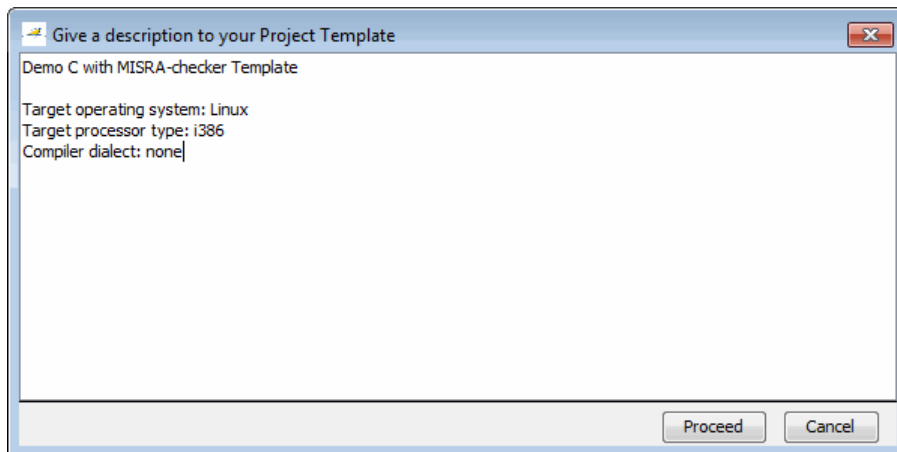 Give a description to your Project Template
Demo C with MISRA-checker Template
Target operating system: Linux
Target processor type: i386
Compiler dialect: none
Proceed
Cancel